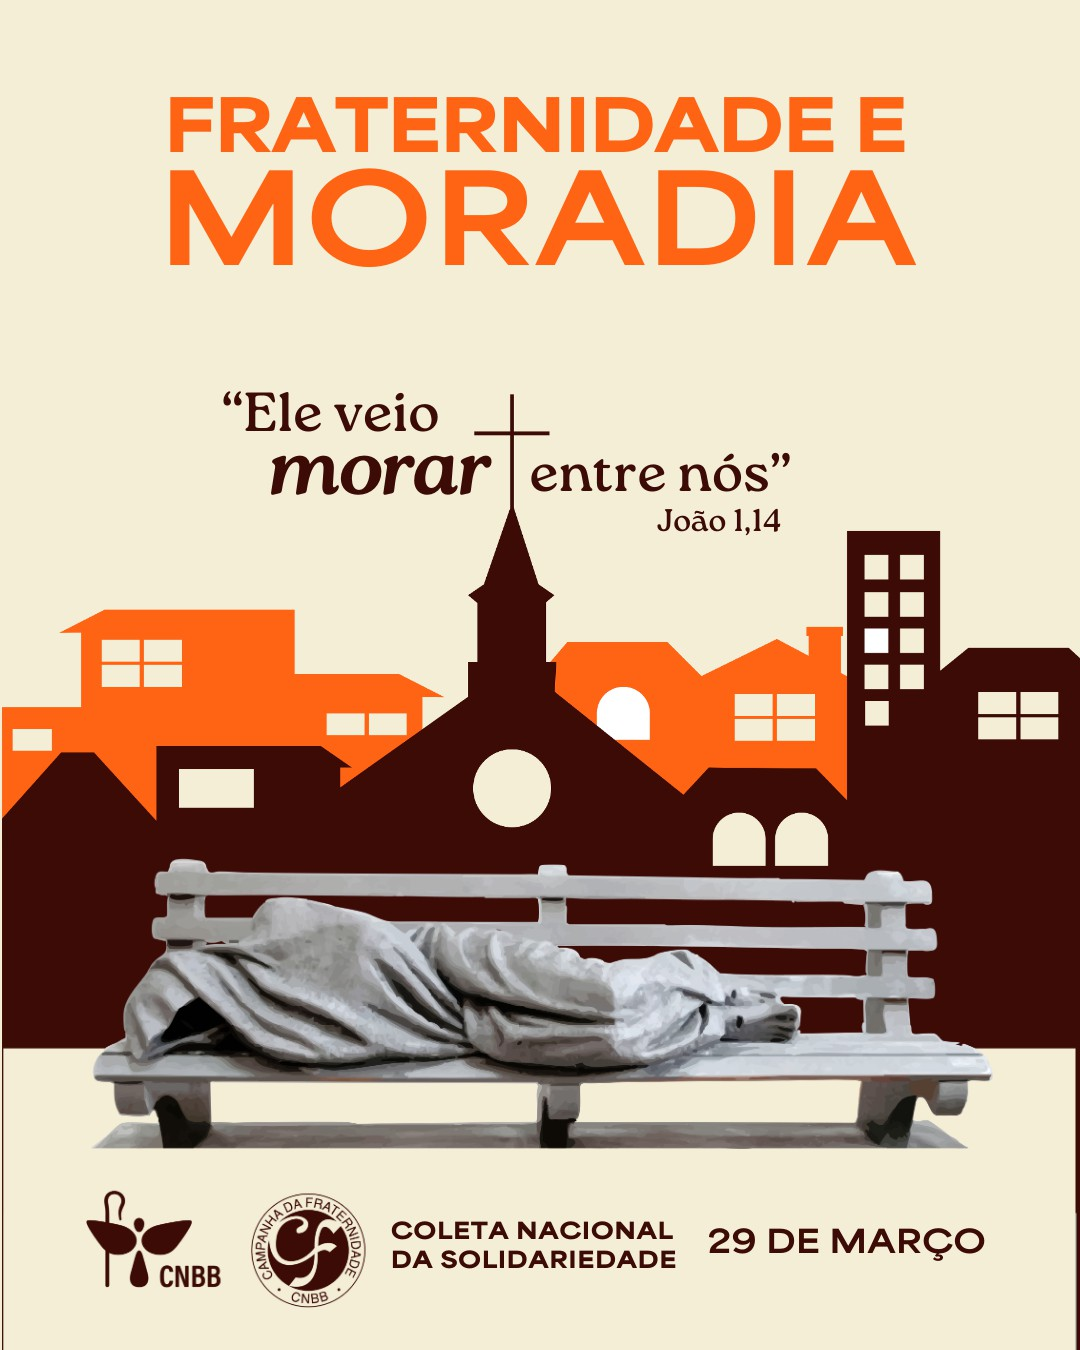 FRATERNIDADE E
MORADIA
“Ele veio
morar entre nós”
João 1,14
CNBB
CAMPANHA DA FRATERNIDADE
cf
• CNBB •
COLETA NACIONAL
DA SOLIDARIEDADE
29 DE MARÇO